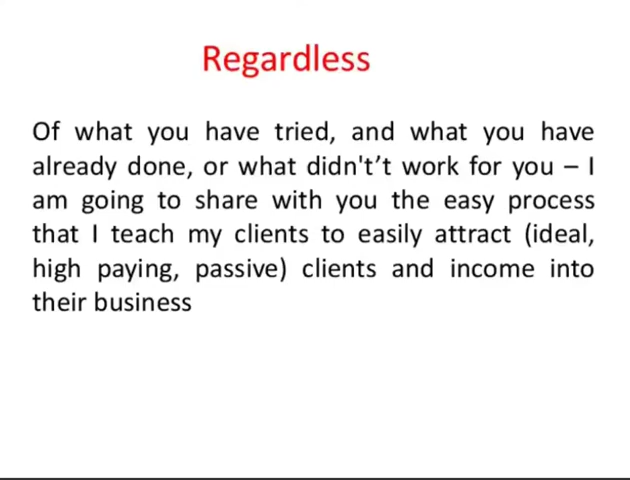 Regardless
Of what you have tried, and what you have
already done, or what didn't’t work for you – I
am going to share with you the easy process
that I teach my clients to easily attract (ideal,
high paying, passive) clients and income into
their business